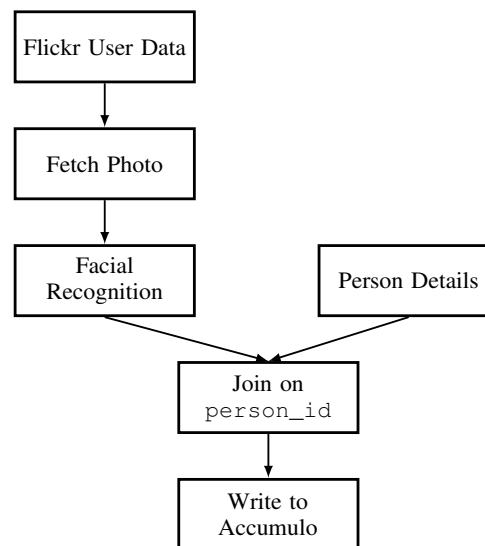 Flickr User Data
Fetch Photo
Facial
Recognition
Person Details
Join on
person_id
Write to
Accumulo